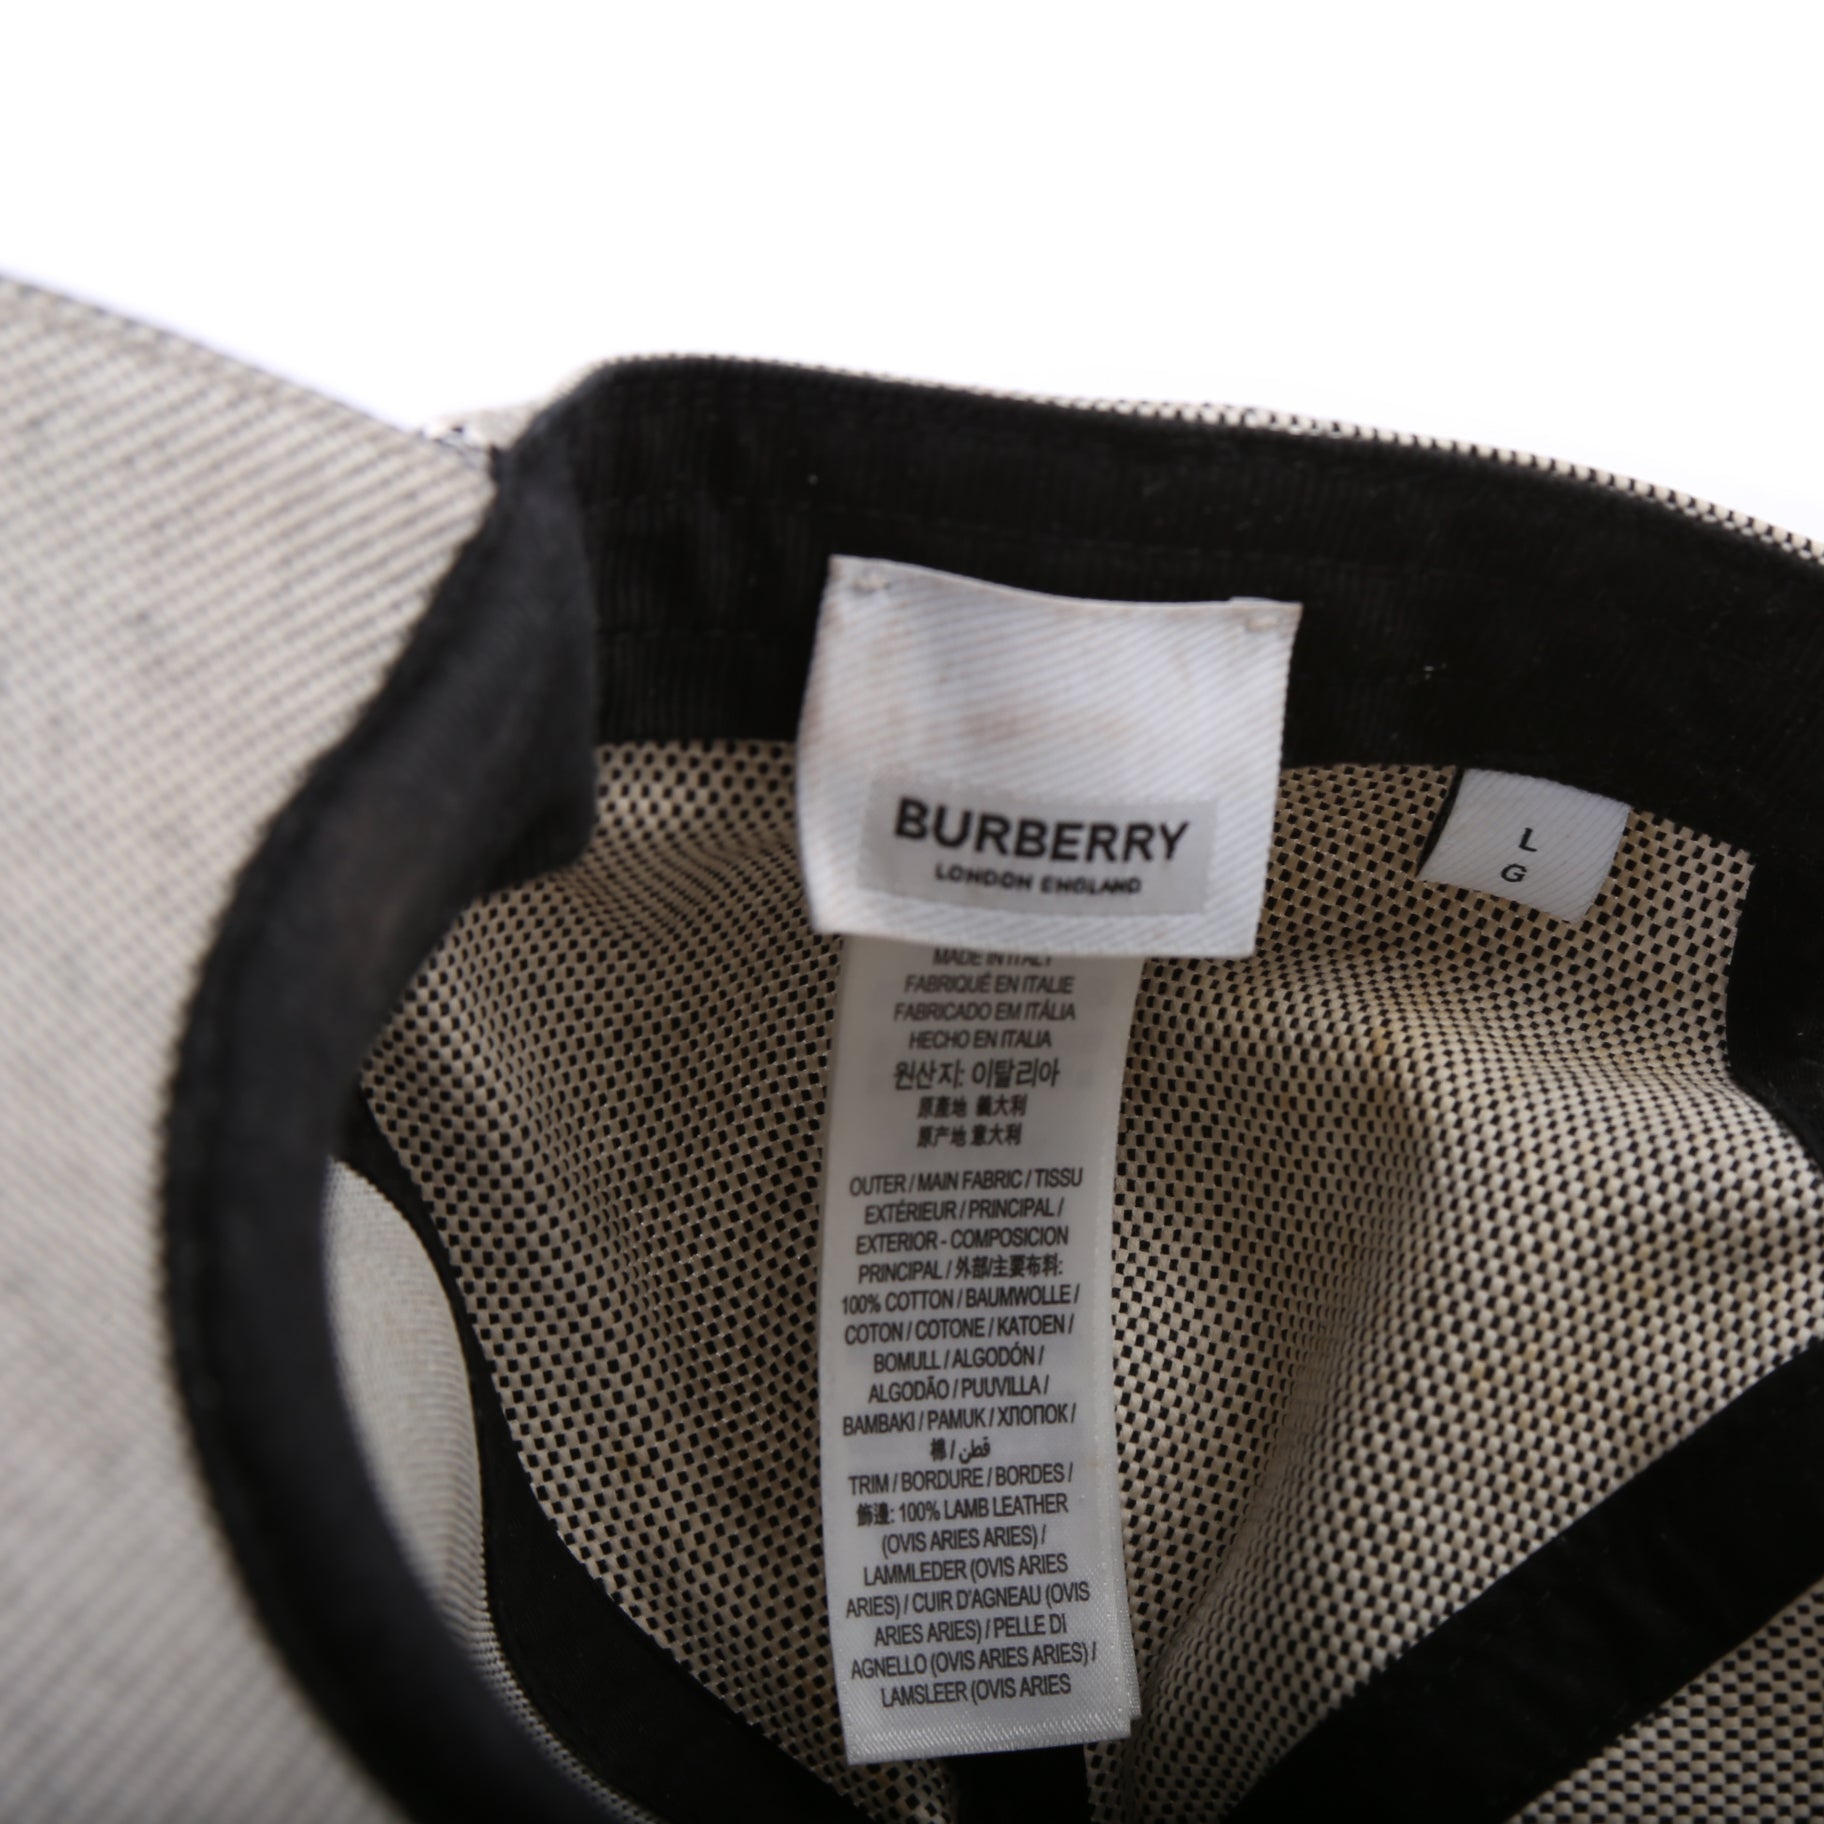 BURBERRY
LONDON ENGLAND
L
G
MADE IN ITALY
FABRIQUÉ EN ITALIE
FABRICADO EM ITÁLIA
HECHO EN ITALIA
원산지: 이탈리아
原產地 義大利
原产地 意大利
OUTER / MAIN FABRIC / TISSU
EXTÉRIEUR / PRINCIPAL /
EXTERIOR - COMPOSICION
PRINCIPAL / 外部/主要布料:
100% COTTON / BAUMWOLLE /
COTON / COTONE / KATOEN /
BOMULL / ALGODÓN /
ALGODÃO / PUUVILLA /
BAMBAKI / PAMUK / ХЛОПОК /
棉 / قطن
TRIM / BORDURE / BORDES /
飾邊: 100% LAMB LEATHER
(OVIS ARIES ARIES) /
LAMMLEDER (OVIS ARIES
ARIES) / CUIR D'AGNEAU (OVIS
ARIES ARIES) / PELLE DI
AGNELLO (OVIS ARIES ARIES) /
LAMSLEER (OVIS ARIES